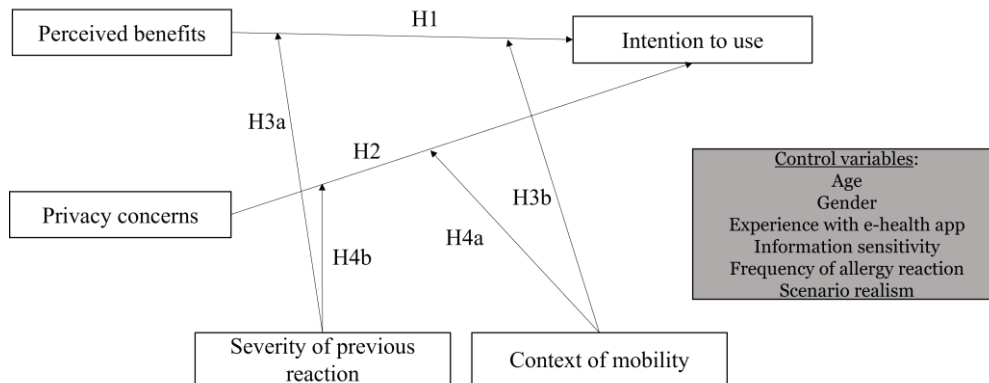 H1
Perceived benefits
Intention to use
H3a
H2
Control variables:
Age
Gender
Experience with e-health app
Information sensitivity
Frequency of allergy reaction
Scenario realism
Privacy concerns
H3b
H4a
H4b
Severity of previous
reaction
Context of mobility